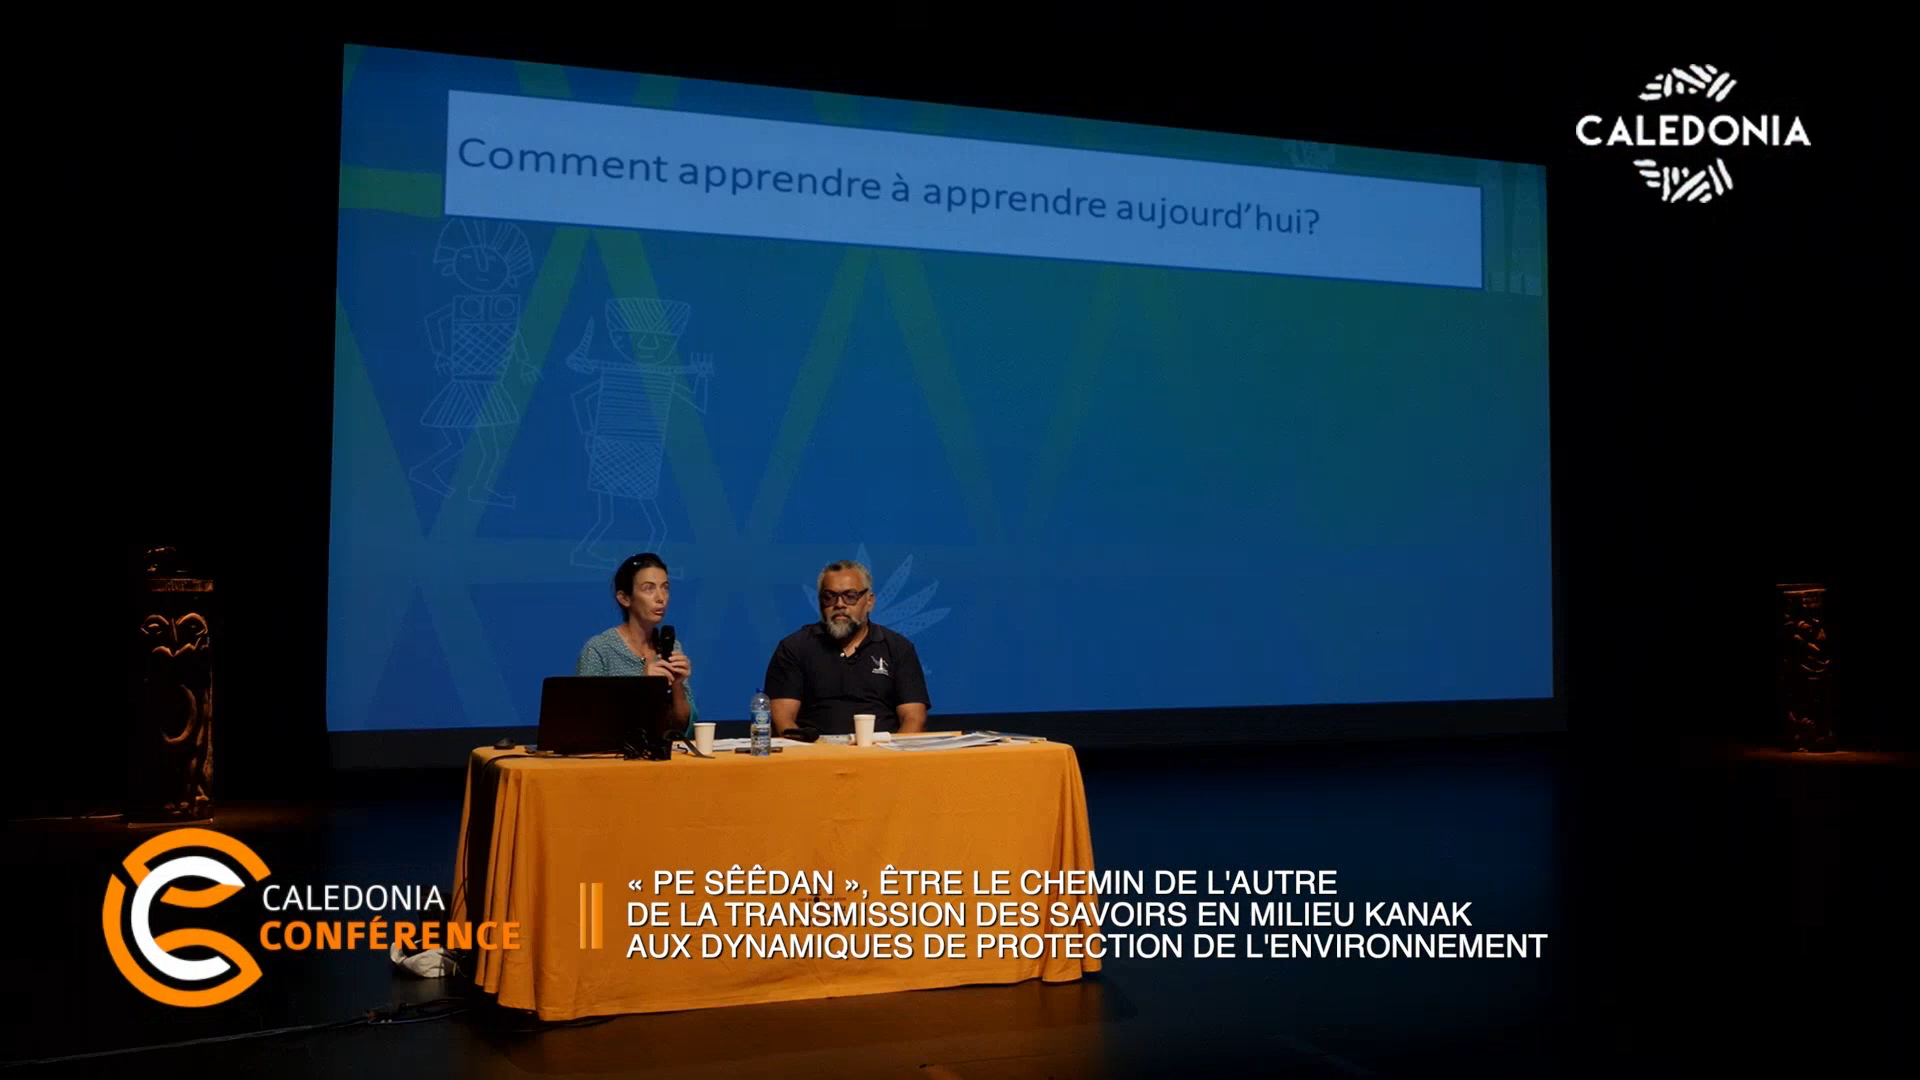 Comment apprendre à apprendre aujourd'hui?
CALEDONIA
CALEDONIA
CONFÉRENCE
« PE SÊÊDAN », ÊTRE LE CHEMIN DE L'AUTRE
DE LA TRANSMISSION DES SAVOIRS EN MILIEU KANAK
AUX DYNAMIQUES DE PROTECTION DE L'ENVIRONNEMENT